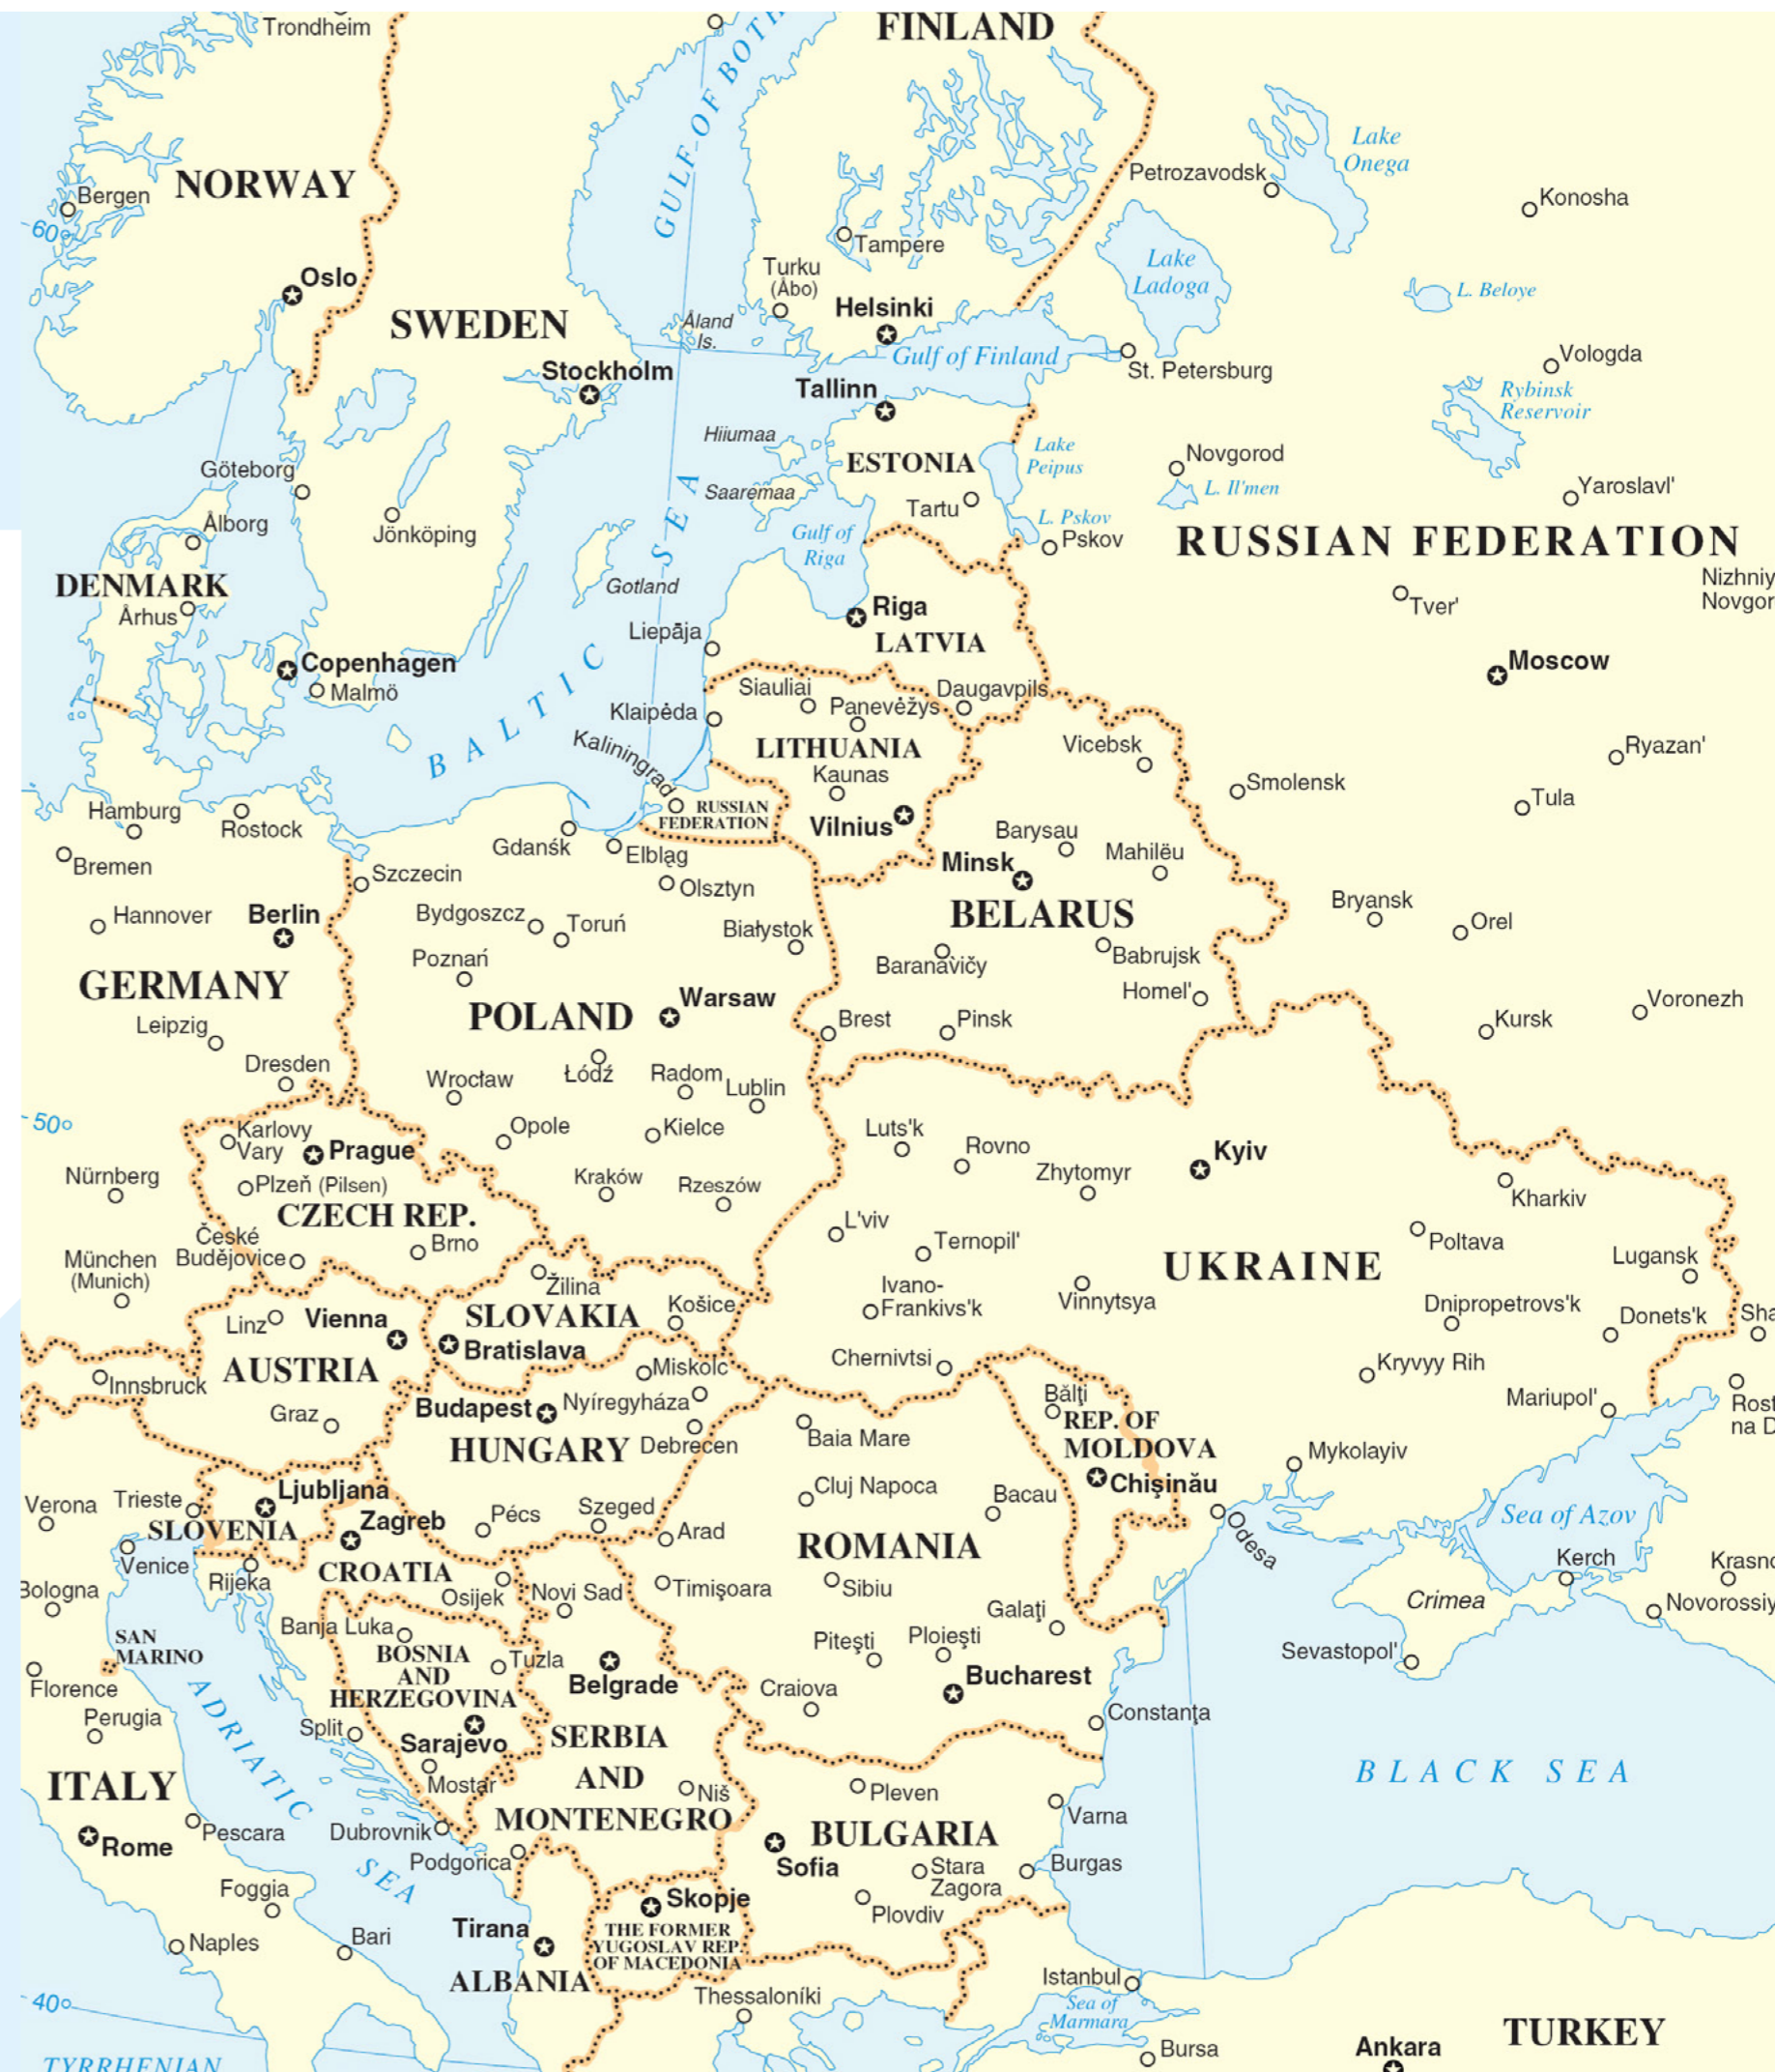 Trondheim
FINLAND
GULF OF BOTH
Lake
Onega
Petrozavodsk
NORWAY
Bergen
Konosha
60°
Tampere
Lake
Ladoga
Turku
(Åbo)
Oslo
L. Beloye
Helsinki
SWEDEN
Åland
Is.
Gulf of Finland
St. Petersburg
Vologda
Stockholm
Tallinn
Rybinsk
Reservoir
Hiiumaa
Lake
Peipus
Novgorod
ESTONIA
Göteborg
Saaremaa
L. Il'men
Yaroslavl'
Tartu
Ålborg
Jönköping
Gulf of
Riga
L. Pskov
Pskov
RUSSIAN FEDERATION
DENMARK
Gotland
Nizhniy
Novgor
Århus
Tver'
Riga
Liepāja
LATVIA
BALTIC SEA
Copenhagen
Malmö
Moscow
Siauliai
Daugavpils
Panevėžys
Klaipėda
LITHUANIA
Vicebsk
Ryazan'
Kaliningrad
Kaunas
Smolensk
RUSSIAN
FEDERATION
Tula
Hamburg
Rostock
Vilnius
Barysau
Gdańsk
Elbląg
Minsk
Mahilëu
Bremen
Szczecin
Olsztyn
Hannover
Berlin
Bydgoszcz
Toruń
Białystok
BELARUS
Bryansk
Orel
Poznań
Baranavičy
Babrujsk
GERMANY
Homel'
Warsaw
Voronezh
POLAND
Leipzig
Brest
Pinsk
Kursk
Dresden
Wrocław
Łódź
Radom
Lublin
50°
Karlovy
Vary
Opole
Kielce
Luts'k
Rovno
Prague
Kyiv
Nürnberg
Plzeň (Pilsen)
Kraków
Rzeszów
Zhytomyr
Kharkiv
CZECH REP.
České
Budějovice
Brno
L'viv
Ternopil'
Poltava
München
(Munich)
UKRAINE
Lugansk
Žilina
Ivano-
Frankivs'k
Vinnytsya
Linz
Vienna
SLOVAKIA
Košice
Dnipropetrovs'k
Donets'k
Sha
Bratislava
Chernivtsi
AUSTRIA
Miskolc
Kryvyy Rih
Innsbruck
Nyíregyháza
Bălţi
Mariupol'
Rost
na D
Graz
Budapest
REP. OF
MOLDOVA
HUNGARY
Debrecen
Baia Mare
Mykolayiv
Chişinău
Ljubljana
Cluj Napoca
Bacau
Verona
Trieste
Szeged
Pécs
Sea of Azov
SLOVENIA
Zagreb
Arad
Odesa
ROMANIA
Venice
CROATIA
Kerch
Krasno
Rijeka
Bologna
Osijek
Novi Sad
Timişoara
Sibiu
Crimea
Novorossiy
Galaţi
Banja Luka
SAN
MARINO
BOSNIA
AND
HERZEGOVINA
Tuzla
Piteşti
Ploieşti
Sevastopol'
Belgrade
Florence
Bucharest
Craiova
Perugia
Split
Constanţa
Sarajevo
SERBIA
AND
MONTENEGRO
ADRIATIC SEA
BLACK SEA
ITALY
Mostar
Niš
Pleven
Varna
Pescara
Dubrovnik
BULGARIA
Rome
Podgorica
Sofia
Stara
Zagora
Burgas
Foggia
Skopje
Plovdiv
Tirana
THE FORMER
YUGOSLAV REP.
OF MACEDONIA
Naples
Bari
ALBANIA
Istanbul
Thessaloníki
40°
Sea of
Marmara
TURKEY
Bursa
Ankara
TYRRHENIAN